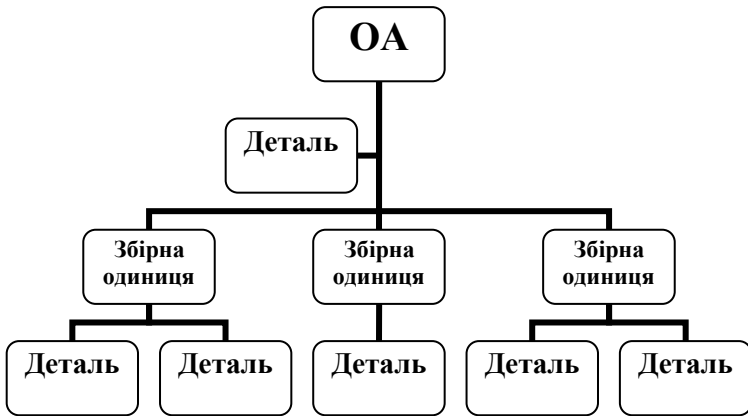 ОА
Деталь
Збірна
одиниця
Збірна
одиниця
Збірна
одиниця
Деталь
Деталь
Деталь
Деталь
Деталь